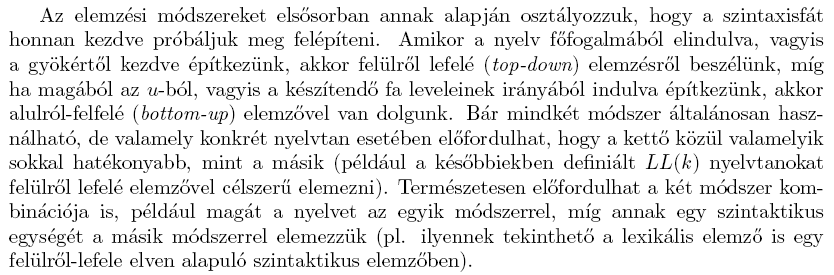 Az elemzési módszereket elsősorban annak alapján osztályozzuk, hogy a szintaxisfát
honnan kezdve próbáljuk meg felépíteni. Amikor a nyelv főfogalmából elindulva, vagyis
a gyökértől kezdve építkezünk, akkor felülről lefelé (top-down) elemzésről beszélünk, míg
ha magából az u-ból, vagyis a készítendő fa leveleinek irányából indulva építkezünk, akkor
alulról-felfelé (bottom-up) elemzővel van dolgunk. Bár mindkét módszer általánosan hasz-
nálható, de valamely konkrét nyelvtan esetében előfordulhat, hogy a kettő közül valamelyik
sokkal hatékonyabb, mint a másik (például a későbbiekben definiált LL(k) nyelvtanokat
felülről lefelé elemzővel célszerű elemezni). Természetesen előfordulhat a két módszer kom-
binációja is, például magát a nyelvet az egyik módszerrel, míg annak egy szintaktikus
egységét a másik módszerrel elemezzük (pl. ilyennek tekinthető a lexikális elemző is egy
felülről-lefele elven alapuló szintaktikus elemzőben).